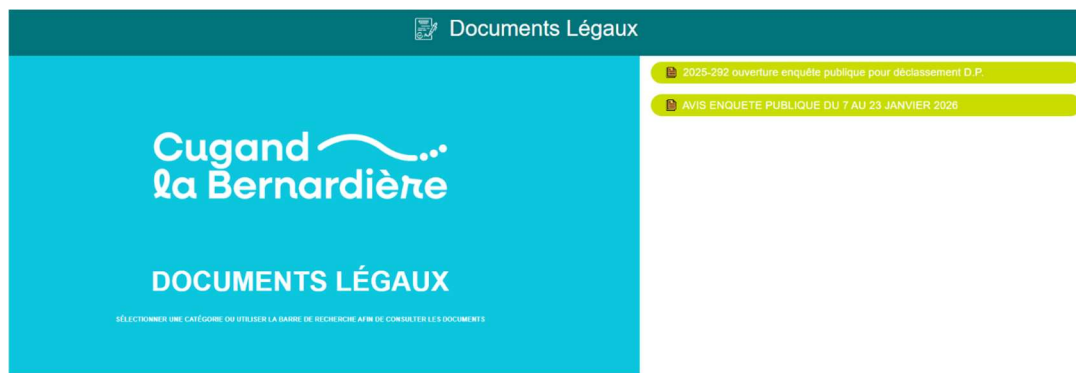 Documents Légaux
2025-292 ouverture enquête publique pour déclassement D.P.
AVIS ENQUETE PUBLIQUE DU 7 AU 23 JANVIER 2026
Cugand
la Bernardière
DOCUMENTS LÉGAUX
SÉLECTIONNER UNE CATÉGORIE OU UTILISER LA BARRE DE RECHERCHE AFIN DE CONSULTER LES DOCUMENTS